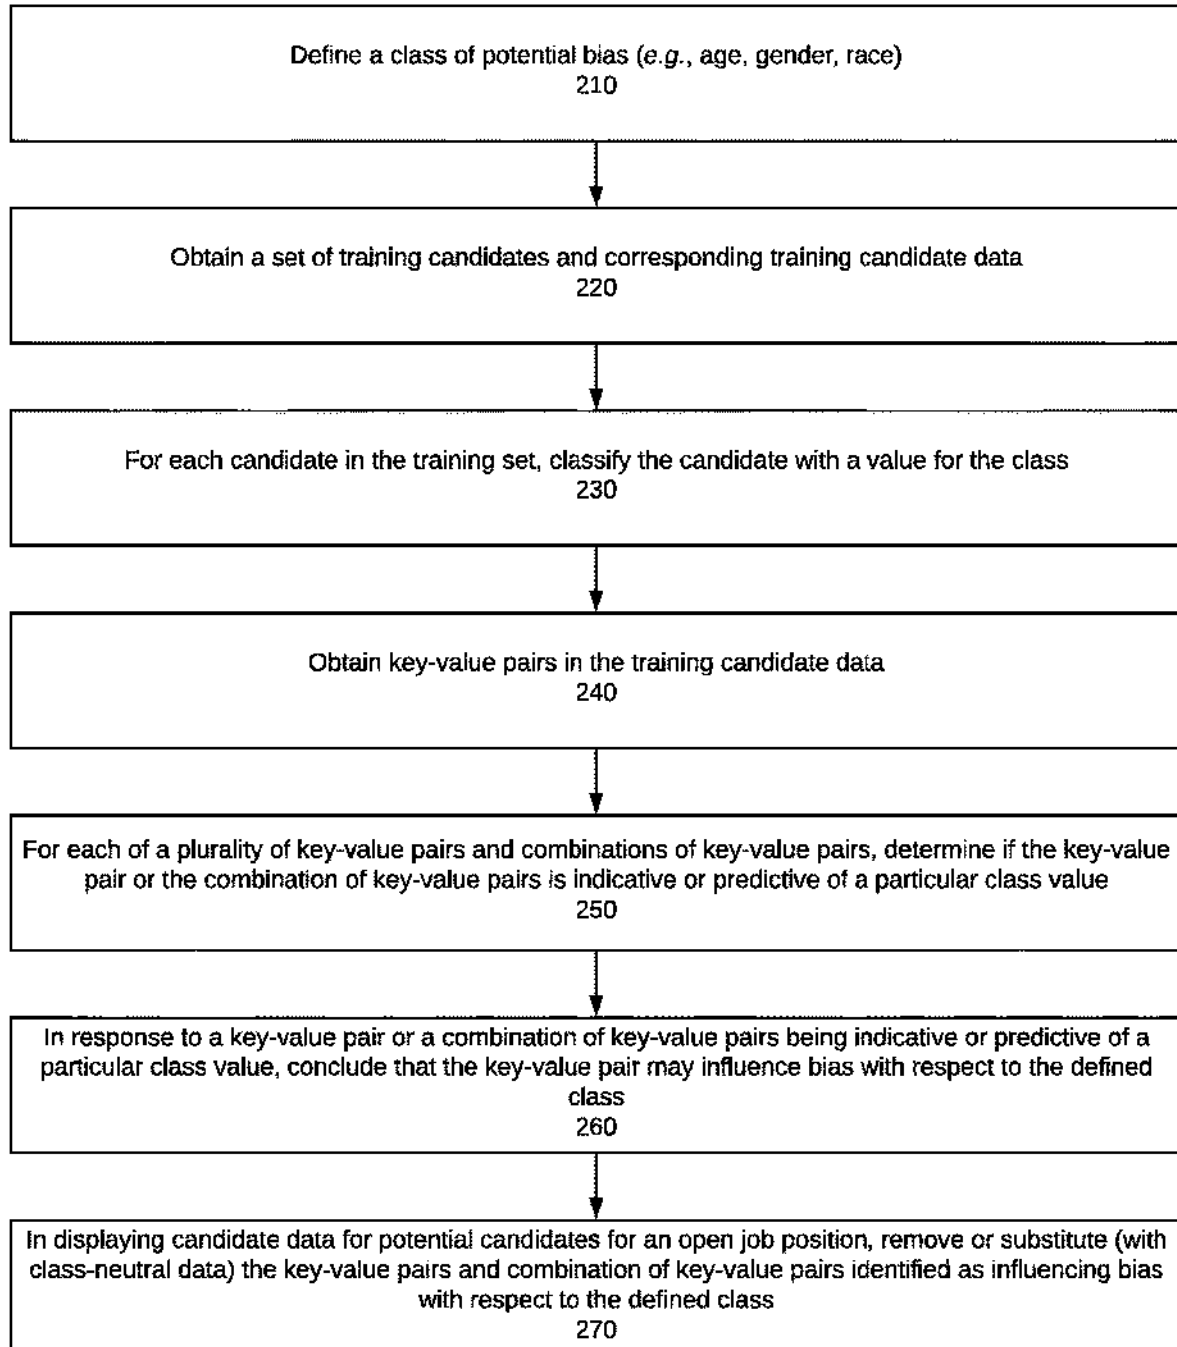 Define a class of potential bias (e.g., age, gender, race)
210
Obtain a set of training candidates and corresponding training candidate data
220
For each candidate in the training set, classify the candidate with a value for the class
230
Obtain key-value pairs in the training candidate data
240
For each of a plurality of key-value pairs and combinations of key-value pairs, determine if the key-value
pair or the combination of key-value pairs is indicative or predictive of a particular class value
250
In response to a key-value pair or a combination of key-value pairs being indicative or predictive of a
particular class value, conclude that the key-value pair may influence bias with respect to the defined
class
260
In displaying candidate data for potential candidates for an open job position, remove or substitute (with
class-neutral data) the key-value pairs and combination of key-value pairs identified as influencing bias
with respect to the defined class
270